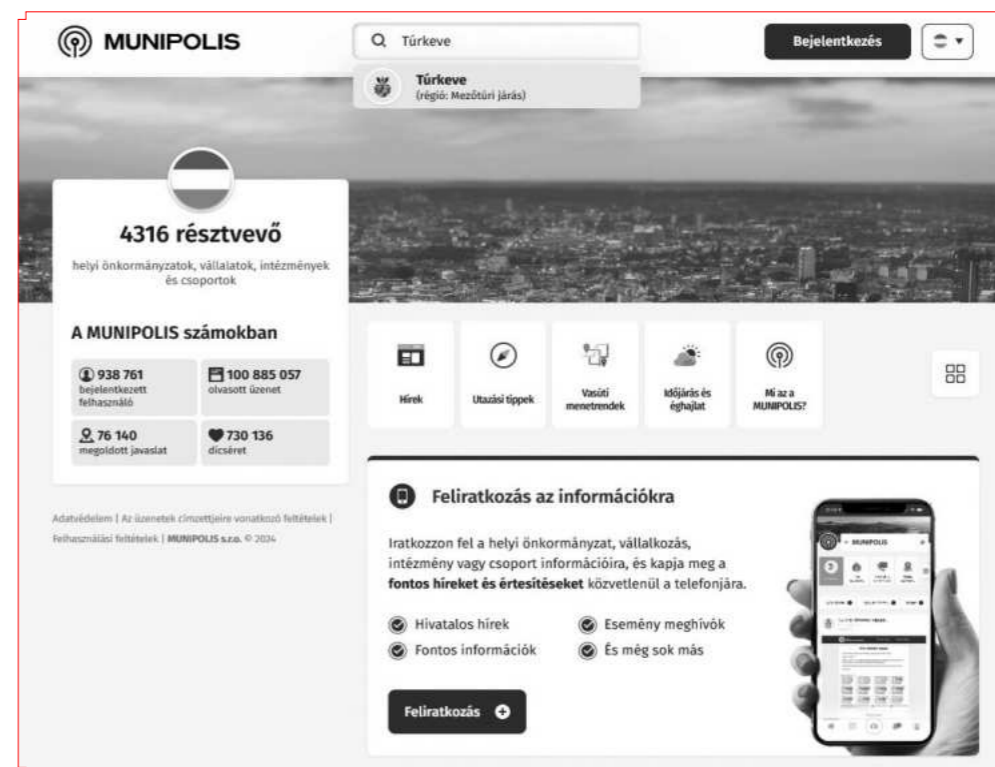 MUNIPOLIS
Túrkeve
Bejelentkezés
Túrkeve
(régió: Mezőtúri járás)
4316 résztvevő
helyi önkormányzatok, vállalatok, intézmények
és csoportok
A MUNIPOLIS számokban
938 761
bejelentkezett
felhasználó
100 885 057
olvasott üzenet
76 140
megoldott javaslat
730 136
dícséret
Adatvédelem | Az üzenetek címzettjeire vonatkozó feltételek |
Felhasználási feltételek | MUNIPOLIS s.r.o. © 2024
Hírek
Utazási tippek
Vasúti
menetrendek
Időjárás és
éghajlat
Mi az a
MUNIPOLIS?
Feliratkozás az információkra
Iratkozzon fel a helyi önkormányzat, vállalkozás,
intézmény vagy csoport információira, és kapja meg a
fontos híreket és értesítéseket közvetlenül a telefonjára.
Hivatalos hírek
Esemény meghívók
Fontos információk
És még sok más
Feliratkozás
MUNIPOLIS